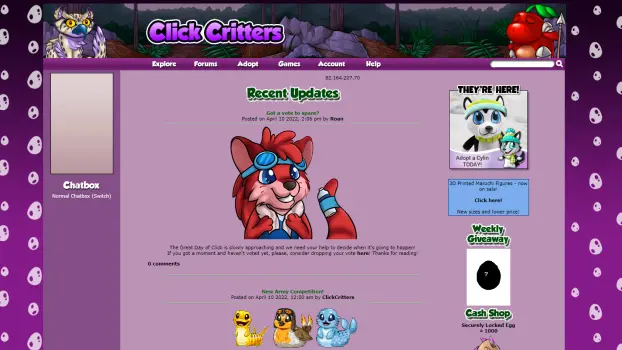 Click Critters
Explore Forums Adopt Games Account Help
82.164.227.70
Recent Updates
Got a vote to spare?
Posted on April 10 2022, 2:06 pm by Roan
The Great Day of Click is slowly approaching and we need your help to decide when it's going to happen!
If you got a moment and haven't voted yet, please, consider dropping your vote here! Thanks for reading!
0 comments
New Army Competition!
Posted on April 10 2022, 12:00 am by ClickCritters
Chatbox
Normal Chatbox (Switch)
THEY'RE HERE!
Adopt a Cylin
TODAY!
3D Printed Maruchi Figures - now
on sale!
Click here!
New sizes and lower price!
Weekly
Giveaway
?
Cash Shop
Securely Locked Egg
= 1000